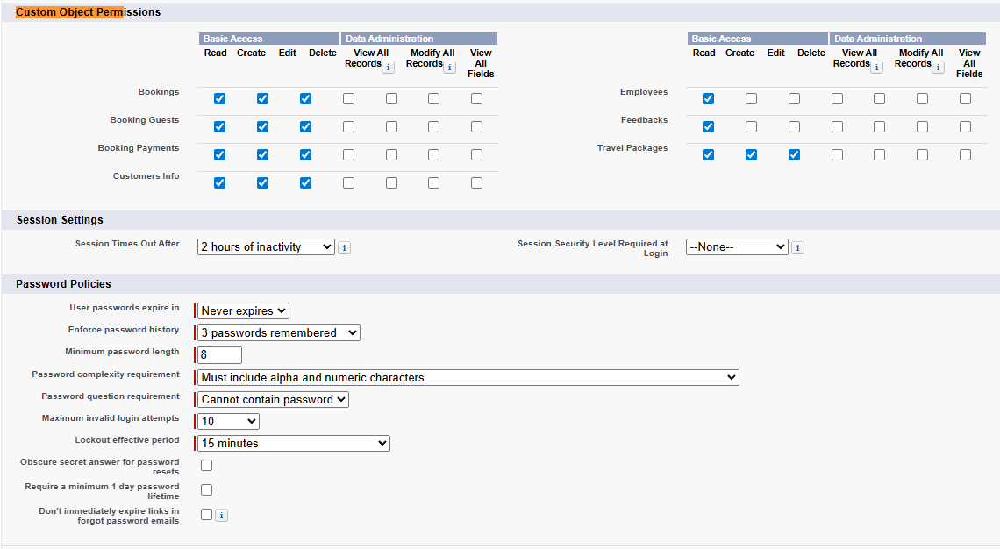 Custom Object Permissions
Basic Access Data Administration Basic Access Data Administration
Read Create Edit Delete View All Records i Modify All Records i View All Fields Read Create Edit Delete View All Records i Modify All Records i View All Fields
Bookings Employees
Booking Guests Feedbacks
Booking Payments Travel Packages
Customers Info
Session Settings
Session Times Out After 2 hours of inactivity i Session Security Level Required at Login --None-- i
Password Policies
User passwords expire in Never expires
Enforce password history 3 passwords remembered
Minimum password length 8
Password complexity requirement Must include alpha and numeric characters
Password question requirement Cannot contain password
Maximum invalid login attempts 10
Lockout effective period 15 minutes
Obscure secret answer for password
resets
Require a minimum 1 day password
lifetime
Don't immediately expire links in
forgot password emails i